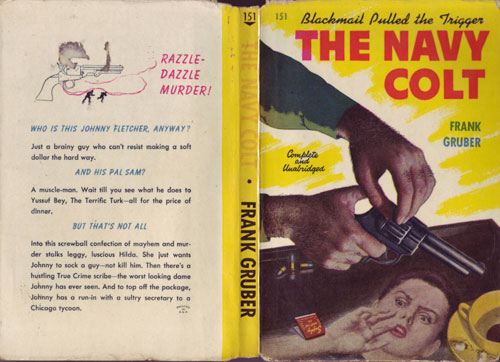 RAZZLE-
DAZZLE
MURDER!
WHO IS THIS JOHNNY FLETCHER, ANYWAY?
Just a brainy guy who can't resist making a soft
dollar the hard way.
AND HIS PAL SAM?
A muscle-man. Wait till you see what he does to
Yussuf Bey, The Terrific Turk—all for the price of
dinner.
BUT THAT'S NOT ALL
Into this screwball confection of mayhem and mur-
der stalks leggy, luscious Hilda. She just wants
Johnny to sock a guy—not kill him. Then there's a
hustling True Crime scribe—the worst looking dame
Johnny has ever seen. And to top off the package,
Johnny has a run-in with a sultry secretary to a
Chicago tycoon.
151
THE NAVY COLT • FRANK GRUBER
151
Blackmail Pulled the Trigger
THE NAVY
COLT
FRANK
GRUBER
Complete
and
Unabridged